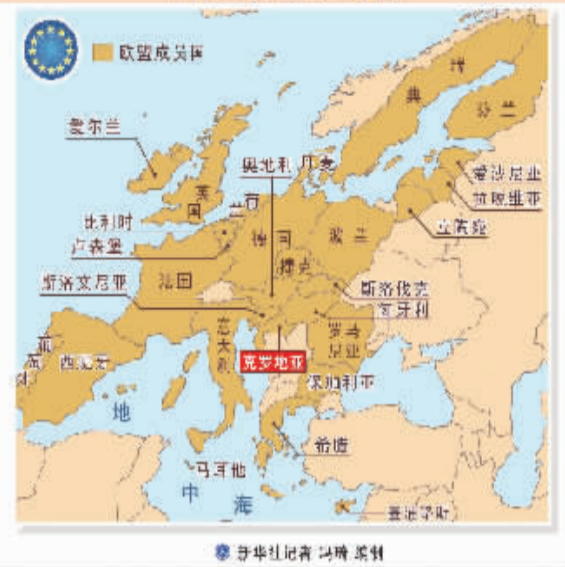 欧盟成员国
瑞
典
芬兰
爱尔兰
奥地利
丹麦
爱沙尼亚
英
国
荷
兰
拉脱维亚
比利时
立陶宛
卢森堡
德国
波兰
捷克
斯洛文尼亚
法国
斯洛伐克
匈牙利
意
大
利
罗马
尼亚
葡
萄
牙
西班牙
克罗地亚
保加利亚
地
希腊
马耳他
中 海
塞浦路斯
新华社记者 冯琦 编制